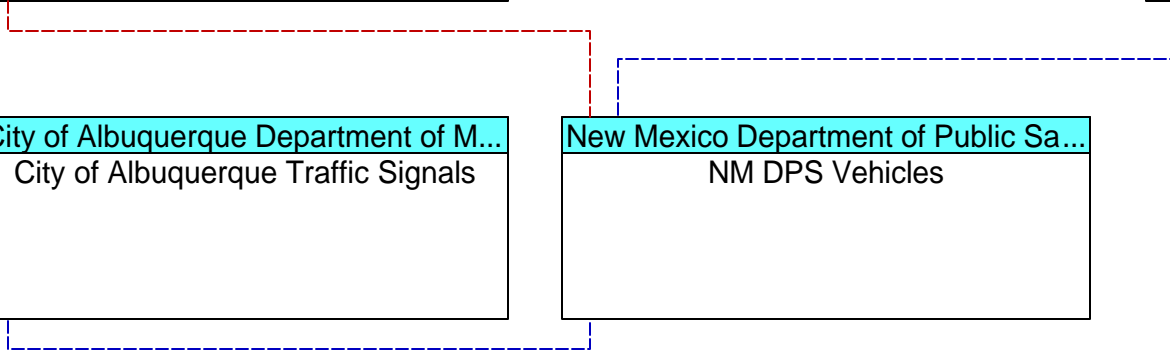 City of Albuquerque Department of M...
New Mexico Department of Public Sa...
City of Albuquerque Traffic Signals
NM DPS Vehicles